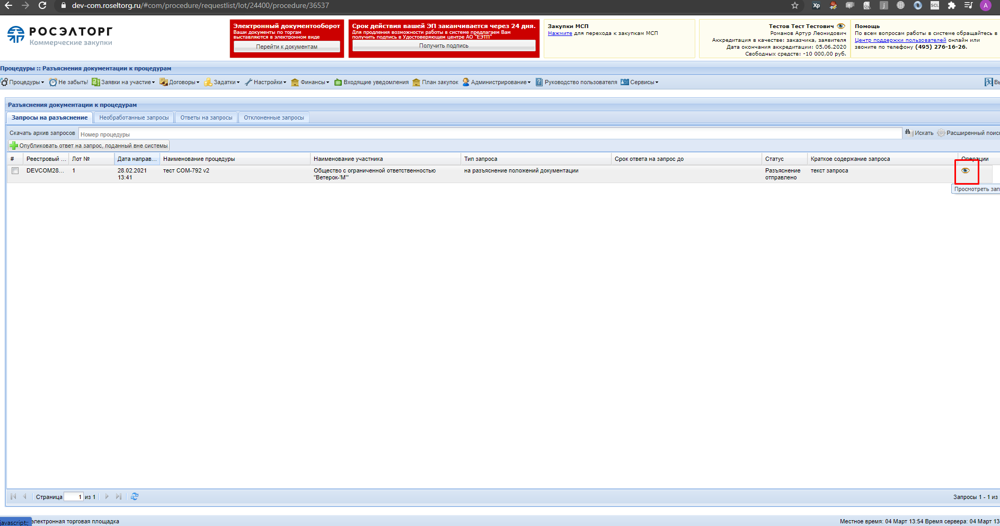 dev-com.roseltorg.ru/#com/procedure/requestlist/lot/24400/procedure/36537
Xp
j
SCL
A
РОСЭЛТОРГ
Коммерческие закупки
Электронный документооборот
Ваши документы по торгам
выставляются в электронном виде
Перейти к документам
Срок действия вашей ЭП заканчивается через 24 дня.
Для продления возможности работы в системе предлагаем Вам
получить подпись в Удостоверяющем центре АО "ЕЭТП"
Получить подпись
Закупки МСП
Нажмите для перехода к закупкам МСП
Тестов Тест Тестович
Романов Артур Леонидович
Аккредитация в качестве: заказчика, заявителя
Дата окончания аккредитации: 05.06.2020
Свободных средств: -10 000,00 руб.
Помощь
По всем вопросам работы в системе обращайтесь в
Центр поддержки пользователей онлайн или
звоните по телефону (495) 276-16-26.
Процедуры :: Разъяснения документации к процедурам
Процедуры Не забыть! Заявки на участие Договоры Задатки Настройки Финансы Входящие уведомления План закупок Администрирование Руководство пользователя Сервисы Вы
Разъяснения документации к процедурам
Запросы на разъяснение Необработанные запросы Ответы на запросы Отклоненные запросы
Скачать архив запросов Номер процедуры Искать Расширенный поис
Опубликовать ответ на запрос, поданный вне системы
# Реестровый ... Лот № Дата направ... Наименование процедуры Наименование участника Тип запроса Срок ответа на запрос до Статус Краткое содержание запроса Операции
DEVCOM28... 1 28.02.2021 тест COM-792 v2 Общество с ограниченной ответственностью на разъяснение положений документации Разъяснение текст запроса
13:41 "Ветерок-'М'" отправлено
Просмотреть зап
Страница 1 из 1 Запросы 1 - 1 из
javascript:; электронная торговая площадка Местное время: 04 Март 13:54 Время сервера: 04 Март 13